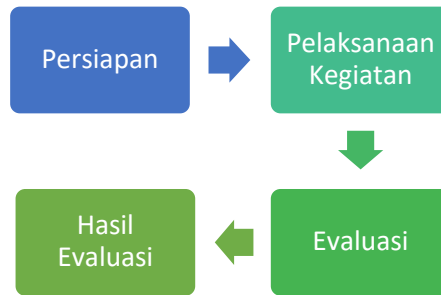 Persiapan
Pelaksanaan
Kegiatan
Evaluasi
Hasil
Evaluasi